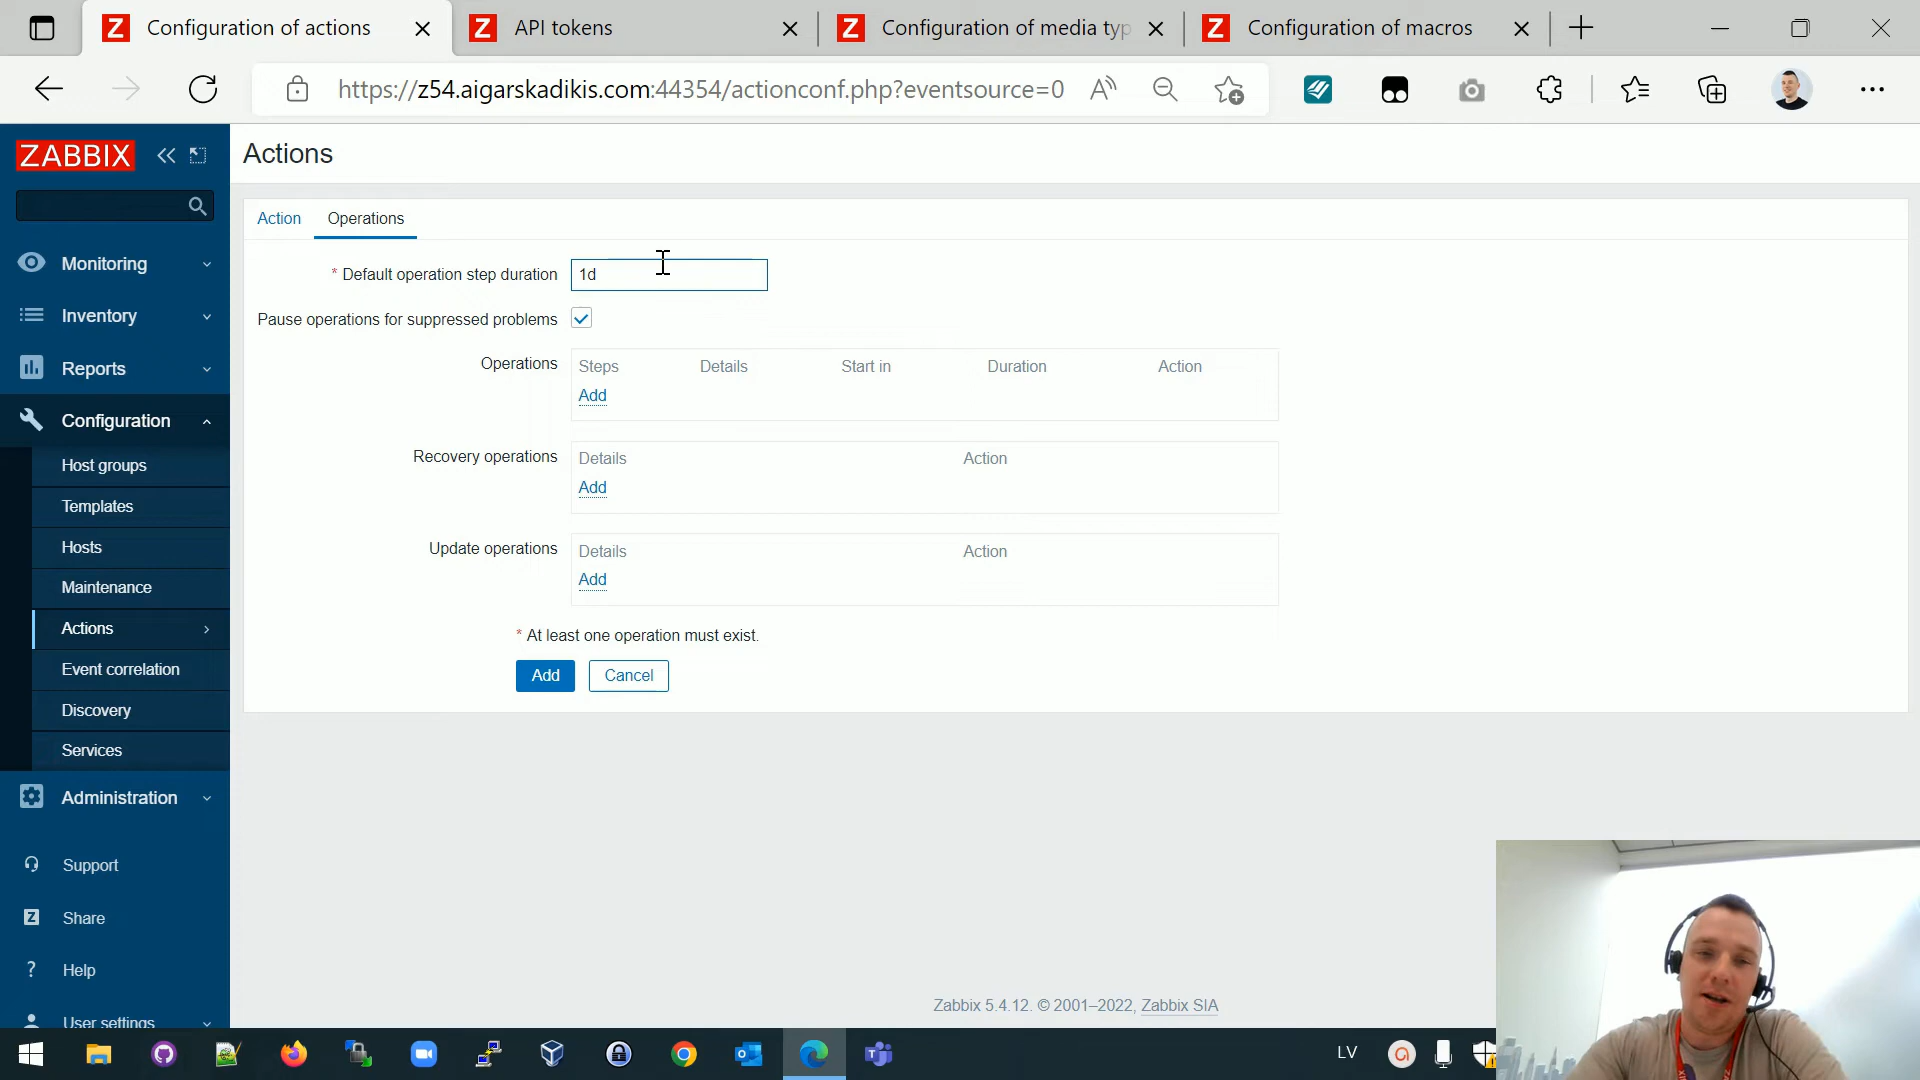 Configuration of actions
API tokens
Configuration of media typ
Configuration of macros
https://z54.aigarskadikis.com:44354/actionconf.php?eventsource=0
ZABBIX
Actions
Action
Operations
Monitoring
Inventory
Reports
Configuration
Host groups
Templates
Hosts
Maintenance
Actions
Event correlation
Discovery
Services
Administration
Support
Share
Help
User settings
* Default operation step duration
1d
Pause operations for suppressed problems
Operations
Steps
Details
Start in
Duration
Action
Add
Recovery operations
Details
Action
Add
Update operations
Details
Action
Add
* At least one operation must exist.
Add
Cancel
Zabbix 5.4.12. © 2001–2022, Zabbix SIA
LV